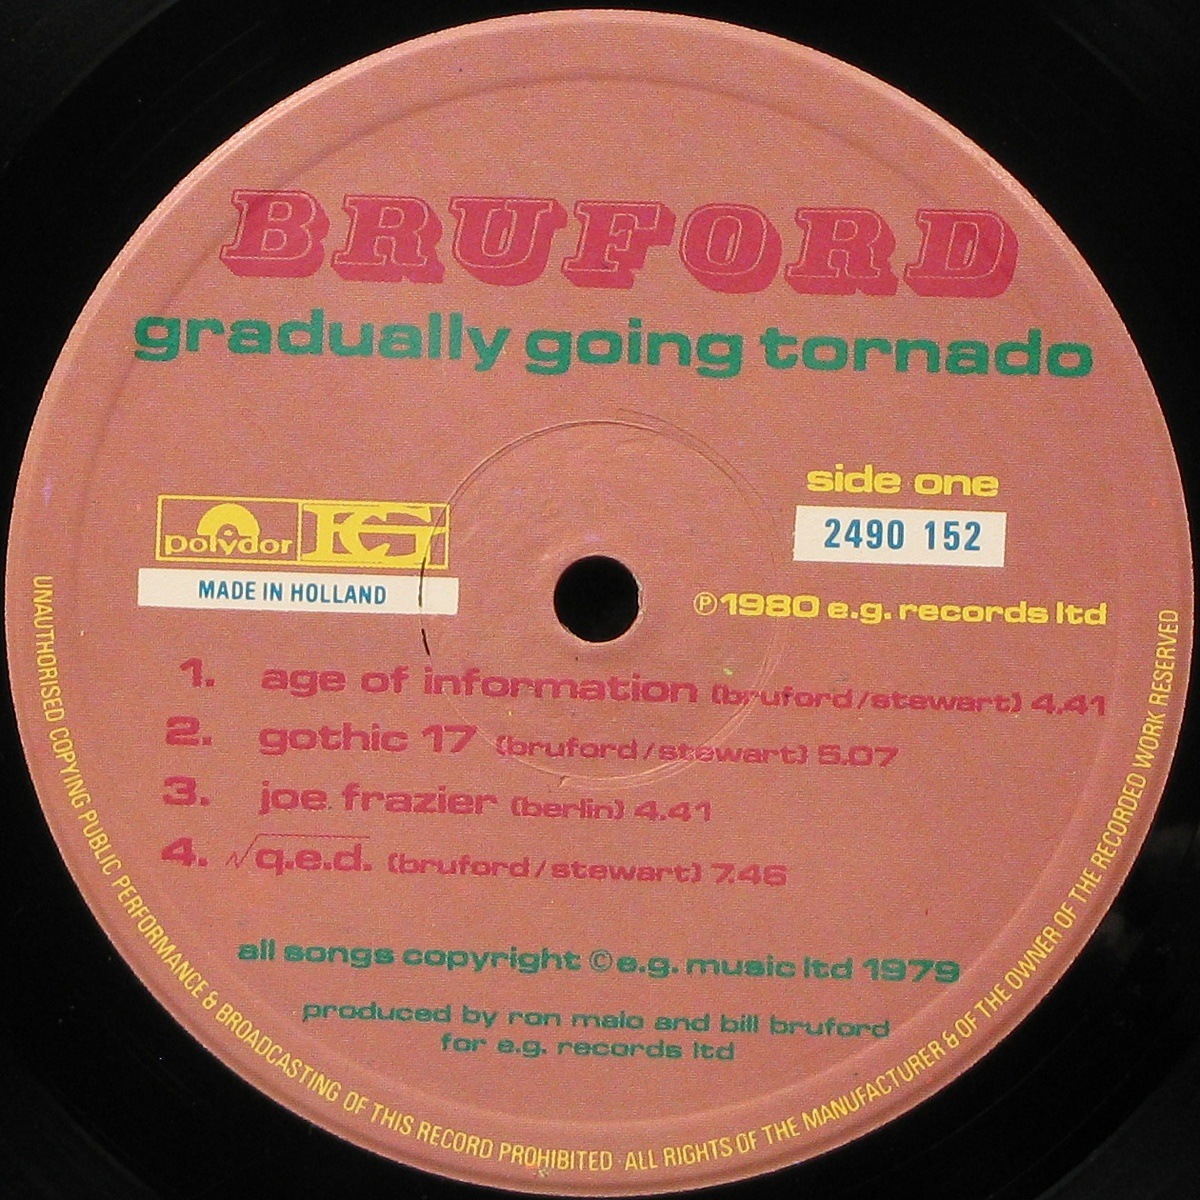 BRUFORD
gradually going tornado
side one
polydor EG
2490 152
MADE IN HOLLAND
℗1980 e.g. records ltd
1. age of information (bruford/stewart) 4.41
2. gothic 17 (bruford/stewart) 5.07
3. joe frazier (berlin) 4.41
4. √q.e.d. (bruford/stewart) 7.46
all songs copyright © e.g. music ltd 1979
produced by ron malo and bill bruford
for e.g. records ltd
UNAUTHORISED COPYING PUBLIC PERFORMANCE & BROADCASTING OF THIS RECORD PROHIBITED · ALL RIGHTS OF THE MANUFACTURER & OF THE OWNER OF THE RECORDED WORK RESERVED